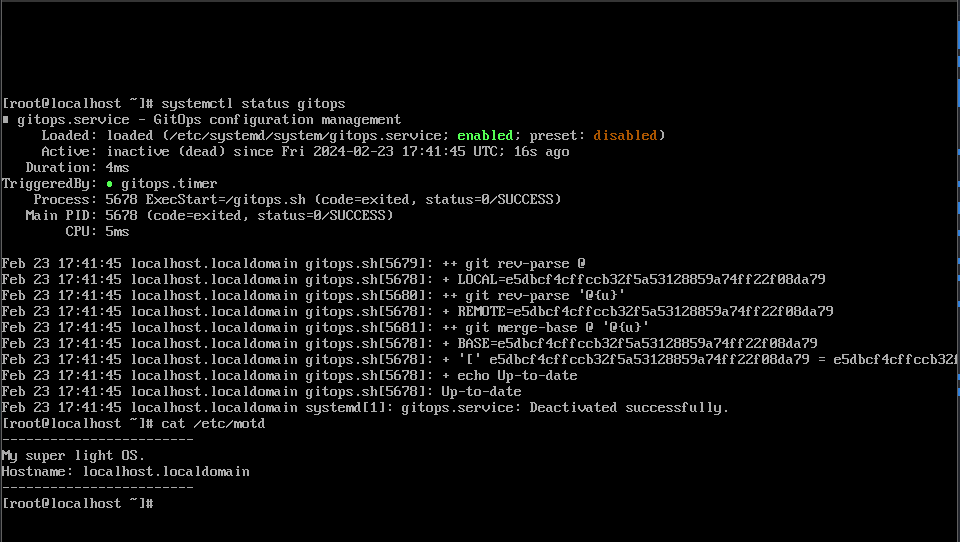 [root@localhost ~]# systemctl status gitops
■ gitops.service - GitOps configuration management
     Loaded: loaded (/etc/systemd/system/gitops.service; enabled; preset: disabled)
     Active: inactive (dead) since Fri 2024-02-23 17:41:45 UTC; 16s ago
   Duration: 4ms
TriggeredBy: ● gitops.timer
    Process: 5678 ExecStart=/gitops.sh (code=exited, status=0/SUCCESS)
   Main PID: 5678 (code=exited, status=0/SUCCESS)
        CPU: 5ms

Feb 23 17:41:45 localhost.localdomain gitops.sh[5679]: ++ git rev-parse @
Feb 23 17:41:45 localhost.localdomain gitops.sh[5678]: + LOCAL=e5dbcf4cffccb32f5a53128859a74ff22f08da79
Feb 23 17:41:45 localhost.localdomain gitops.sh[5680]: ++ git rev-parse '@{u}'
Feb 23 17:41:45 localhost.localdomain gitops.sh[5678]: + REMOTE=e5dbcf4cffccb32f5a53128859a74ff22f08da79
Feb 23 17:41:45 localhost.localdomain gitops.sh[5681]: ++ git merge-base @ '@{u}'
Feb 23 17:41:45 localhost.localdomain gitops.sh[5678]: + BASE=e5dbcf4cffccb32f5a53128859a74ff22f08da79
Feb 23 17:41:45 localhost.localdomain gitops.sh[5678]: + '[' e5dbcf4cffccb32f5a53128859a74ff22f08da79 = e5dbcf4cffccb32f
Feb 23 17:41:45 localhost.localdomain gitops.sh[5678]: + echo Up-to-date
Feb 23 17:41:45 localhost.localdomain gitops.sh[5678]: Up-to-date
Feb 23 17:41:45 localhost.localdomain systemd[1]: gitops.service: Deactivated successfully.
[root@localhost ~]# cat /etc/motd
------------------------
My super light OS.
Hostname: localhost.localdomain
------------------------
[root@localhost ~]#